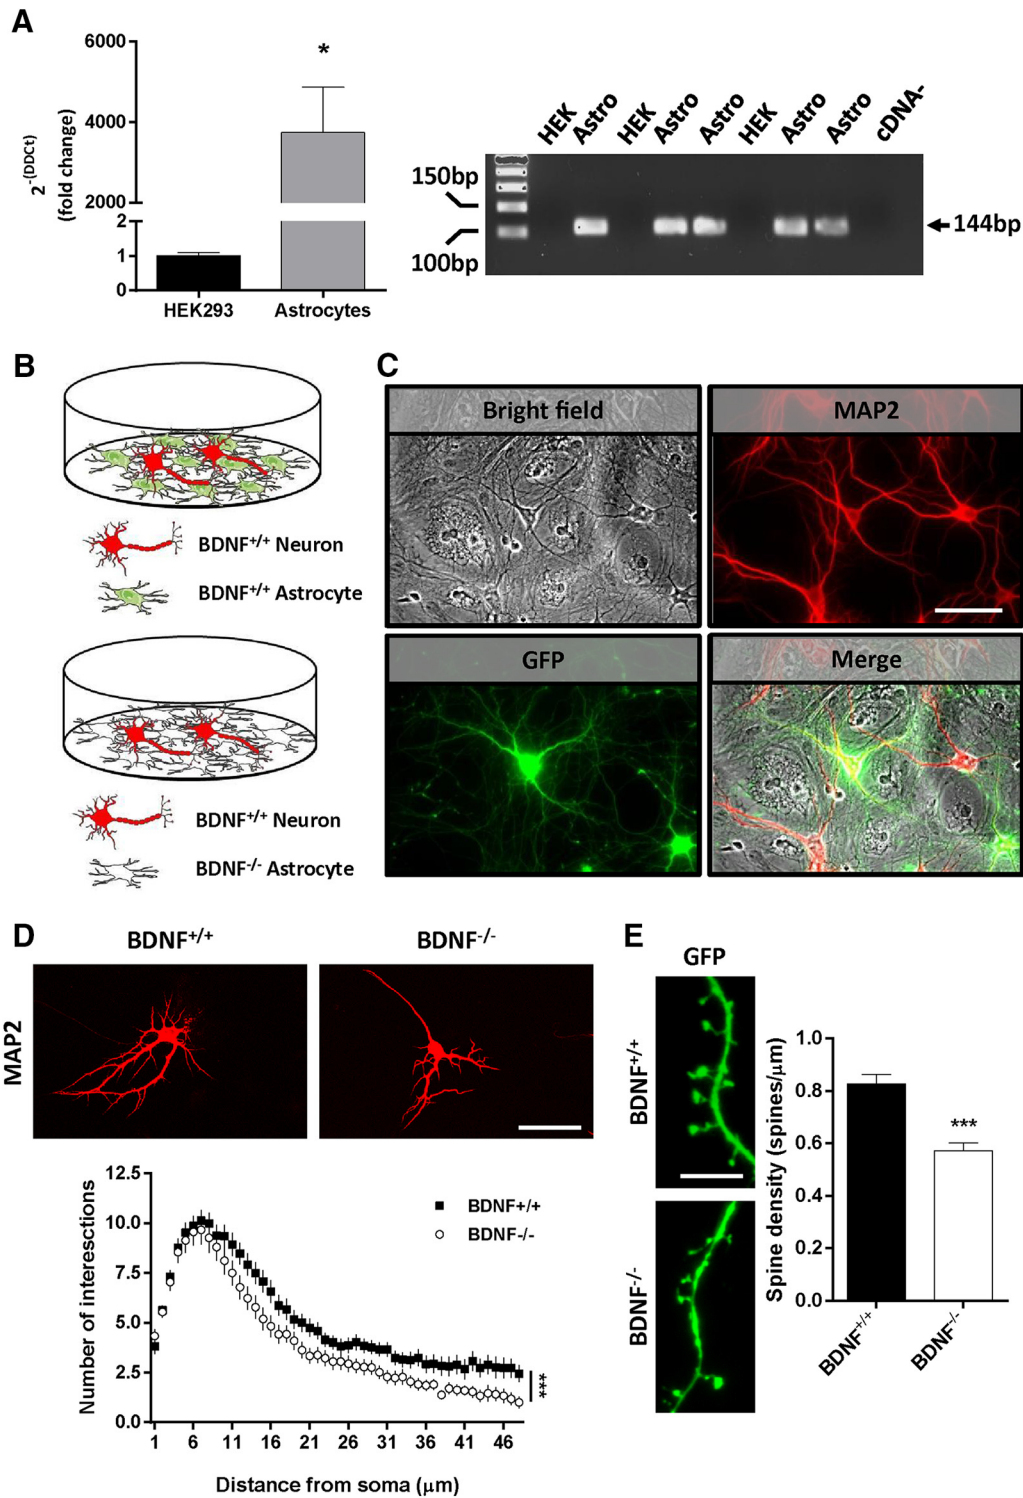 A
6000
4000
2000
2
1
0
2-(DDCt)
(fold change)
*
HEK293
Astrocytes
HEK
Astro
HEK
Astro
Astro
HEK
Astro
Astro
cDNA-
150bp
100bp
144bp
B
BDNF+/+ Neuron
BDNF+/+ Astrocyte
BDNF+/+ Neuron
BDNF-/- Astrocyte
C
Bright field
MAP2
GFP
Merge
D
BDNF+/+
BDNF-/-
MAP2
12.5
10.0
7.5
5.0
2.5
0.0
Number of interesctions
BDNF+/+
BDNF-/-
***
1 6 11 16 21 26 31 36 41 46
Distance from soma (μm)
E
GFP
BDNF+/+
BDNF-/-
1.0
0.8
0.6
0.4
0.2
0.0
Spine density (spines/μm)
***
BDNF+/+
BDNF-/-